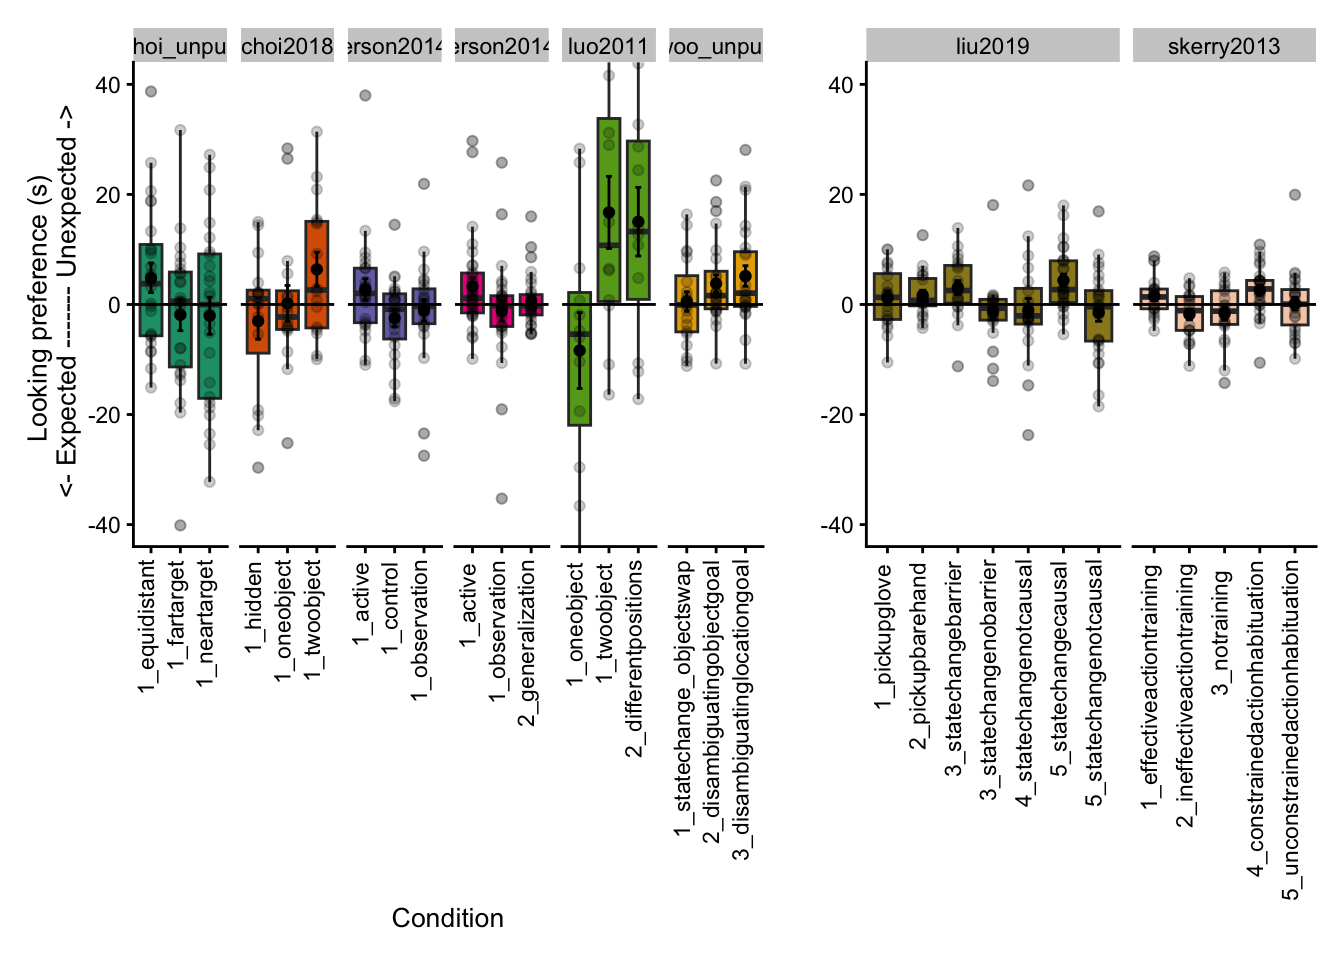 hoi_unpu choi2018 erson2014 erson2014 luo2011 woo_unpu liu2019 skerry2013
Looking preference (s)
<- Expected ------- Unexpected ->
40
20
0
-20
-40
40
20
0
-20
-40
1_equidistant
1_fartarget
1_neartarget
1_hidden
1_oneobject
1_twoobject
1_active
1_control
1_observation
1_active
1_observation
2_generalization
1_oneobject
1_twoobject
2_differentpositions
1_statechange_objectswap
2_disambiguatingobjectgoal
3_disambiguatinglocationgoal
1_pickupglove
2_pickupbarehand
3_statechangebarrier
3_statechangenobarrier
4_statechangenotcausal
5_statechangecausal
5_statechangenotcausal
1_effectiveactiontraining
2_ineffectiveactiontraining
3_notraining
4_constrainedactionhabituation
5_unconstrainedactionhabituation
Condition